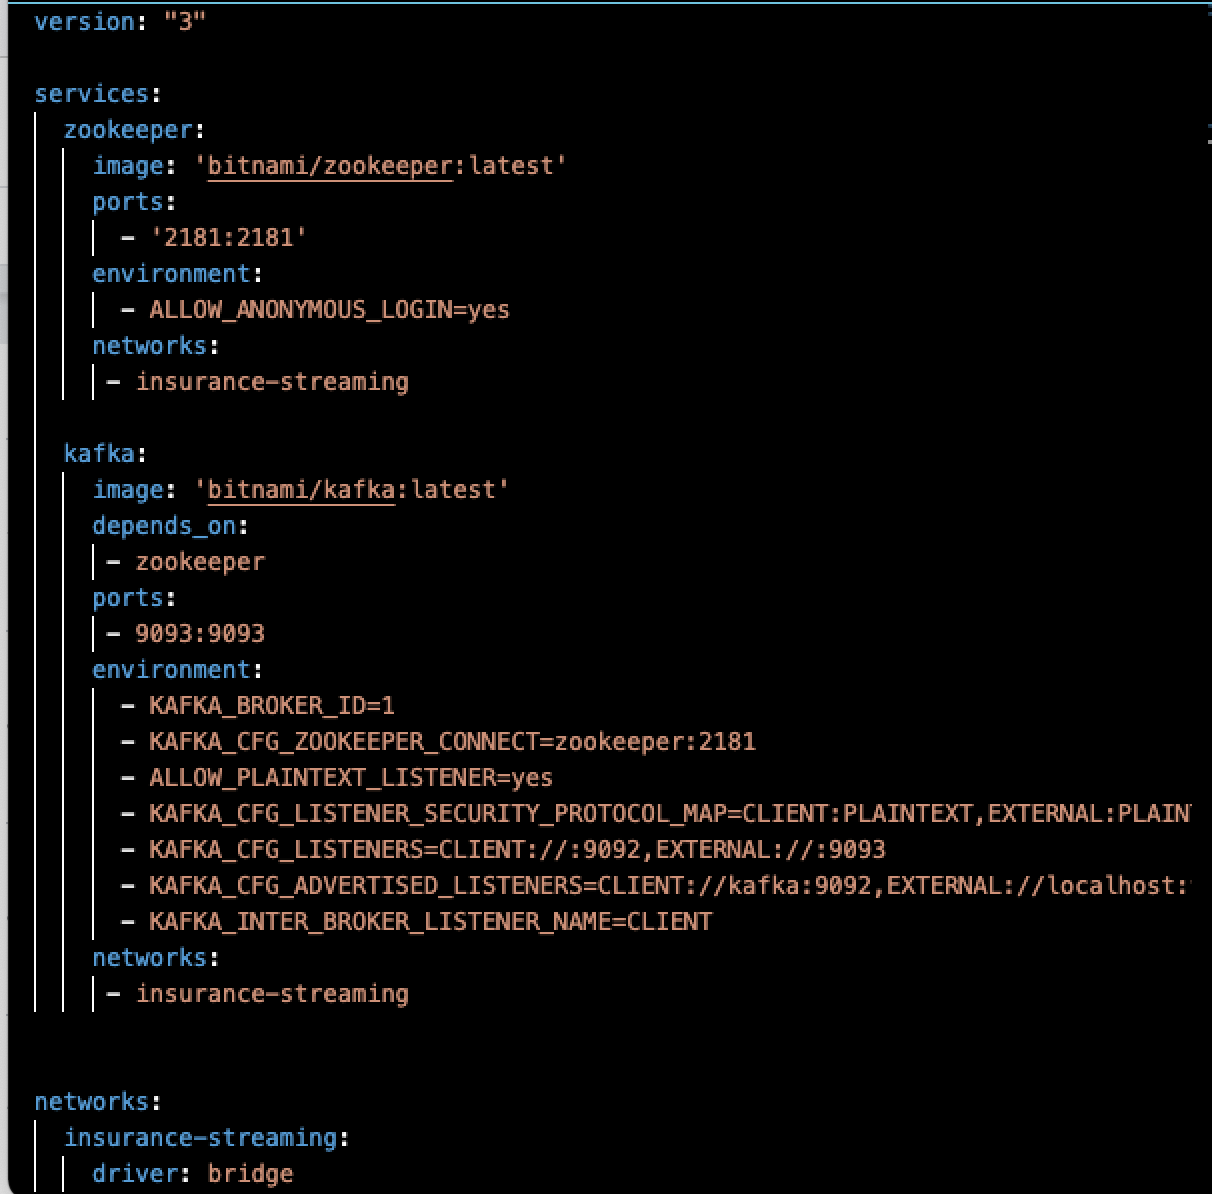 version: "3"
services:
zookeeper:
image: 'bitnami/zookeeper:latest'
ports:
- '2181:2181'
environment:
- ALLOW_ANONYMOUS_LOGIN=yes
networks:
- insurance-streaming
kafka:
image: 'bitnami/kafka:latest'
depends_on:
- zookeeper
ports:
- 9093:9093
environment:
- KAFKA_BROKER_ID=1
- KAFKA_CFG_ZOOKEEPER_CONNECT=zookeeper:2181
- ALLOW_PLAINTEXT_LISTENER=yes
- KAFKA_CFG_LISTENER_SECURITY_PROTOCOL_MAP=CLIENT:PLAINTEXT,EXTERNAL:PLAIN
- KAFKA_CFG_LISTENERS=CLIENT://:9092,EXTERNAL://:9093
- KAFKA_CFG_ADVERTISED_LISTENERS=CLIENT://kafka:9092,EXTERNAL://localhost:
- KAFKA_INTER_BROKER_LISTENER_NAME=CLIENT
networks:
- insurance-streaming
networks:
insurance-streaming:
driver: bridge